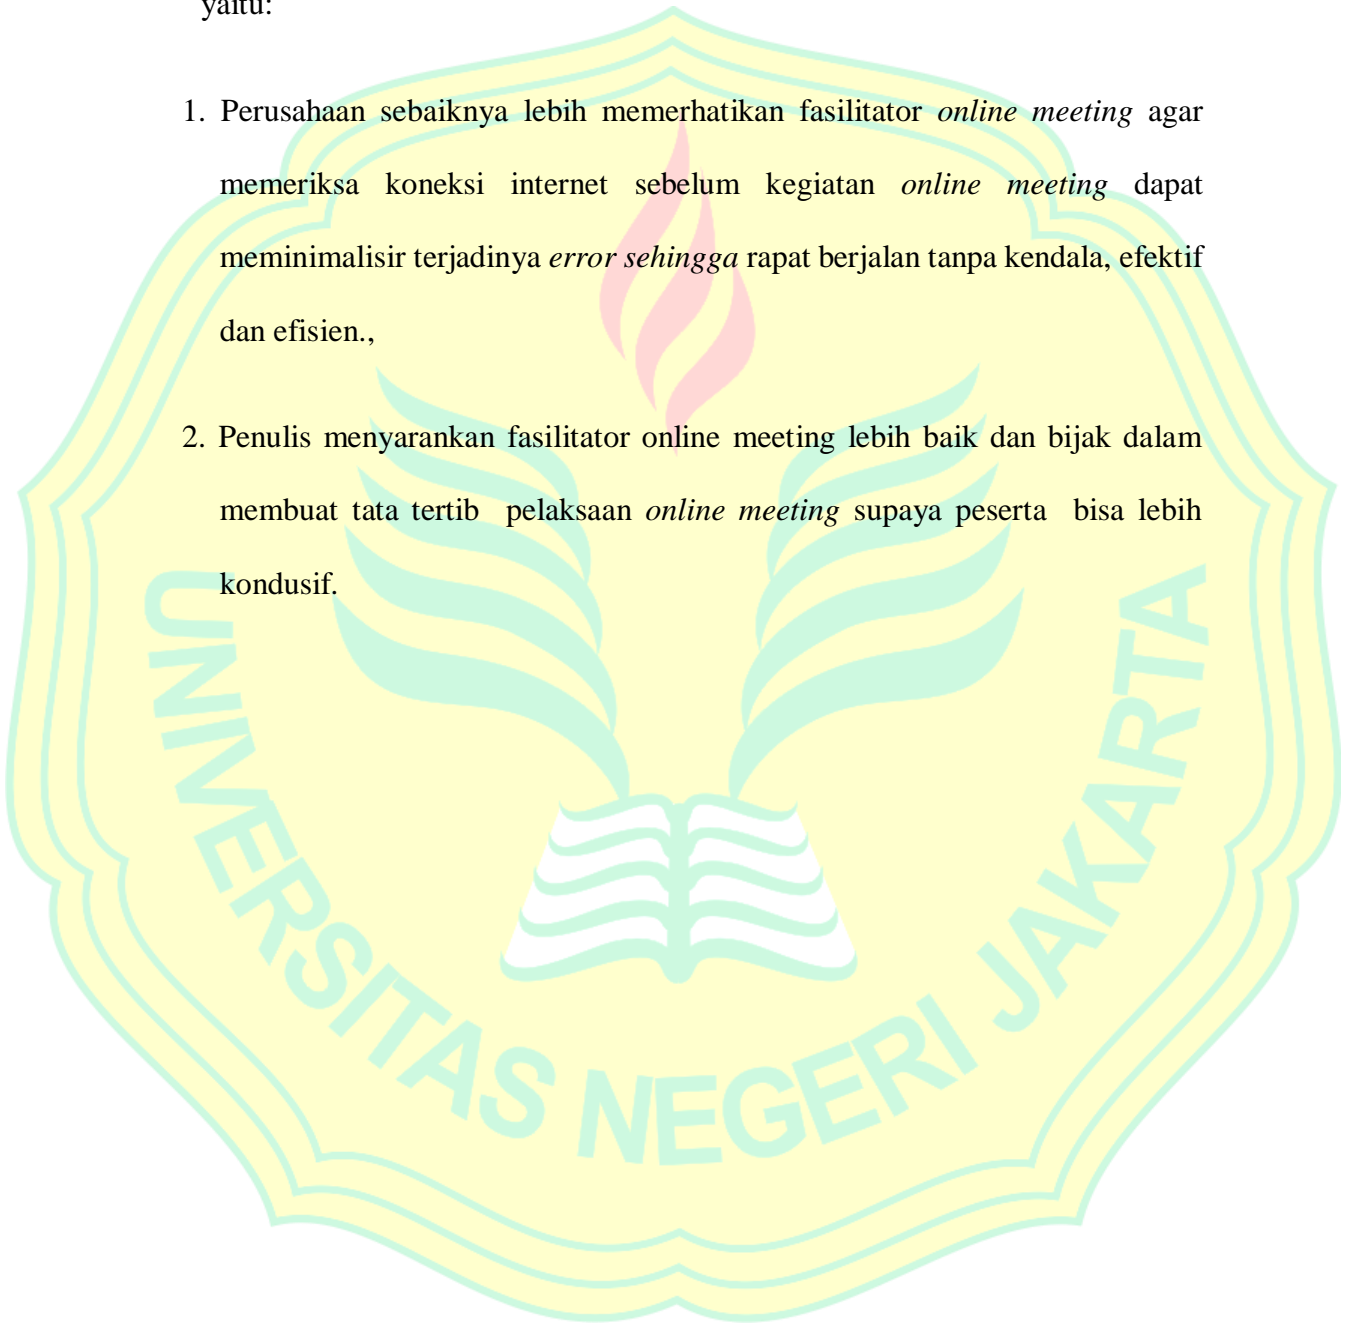 yaitu:
1. Perusahaan sebaiknya lebih memerhatikan fasilitator online meeting agar
memeriksa koneksi internet sebelum kegiatan online meeting dapat
meminimalisir terjadinya error sehingga rapat berjalan tanpa kendala, efektif
dan efisien.,
2. Penulis menyarankan fasilitator online meeting lebih baik dan bijak dalam
membuat tata tertib pelaksaan online meeting supaya peserta bisa lebih
kondusif.
UNIVERSITAS NEGERI JAKARTA